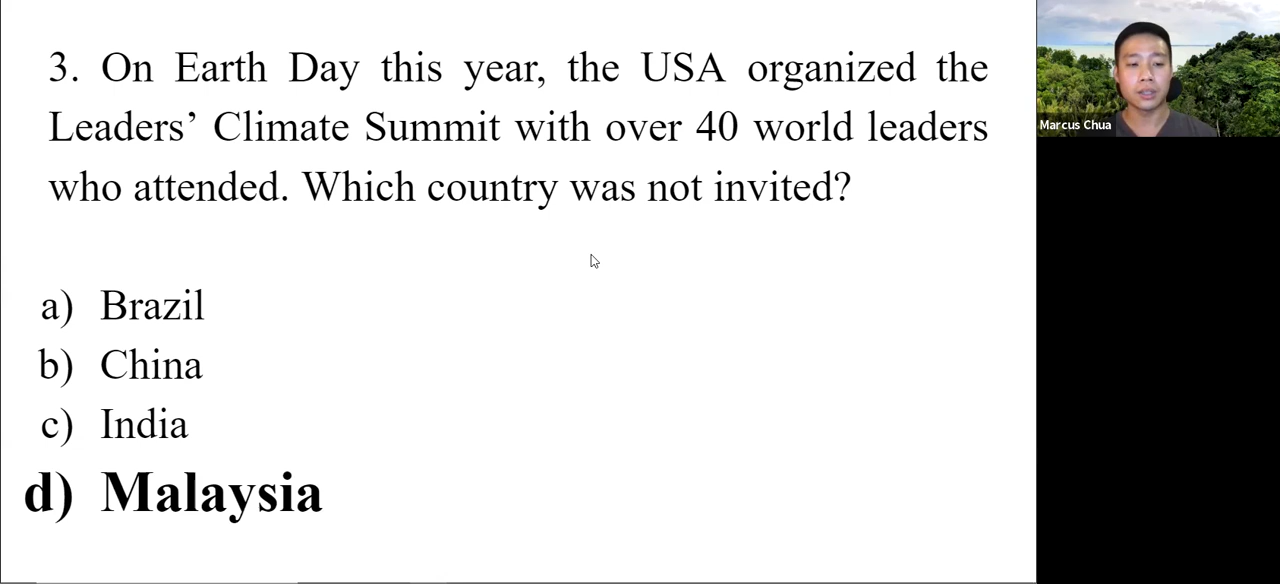 3. On Earth Day this year, the USA organized the
Leaders’ Climate Summit with over 40 world leaders
who attended. Which country was not invited?
a) Brazil
b) China
c) India
d) Malaysia
Marcus Chua